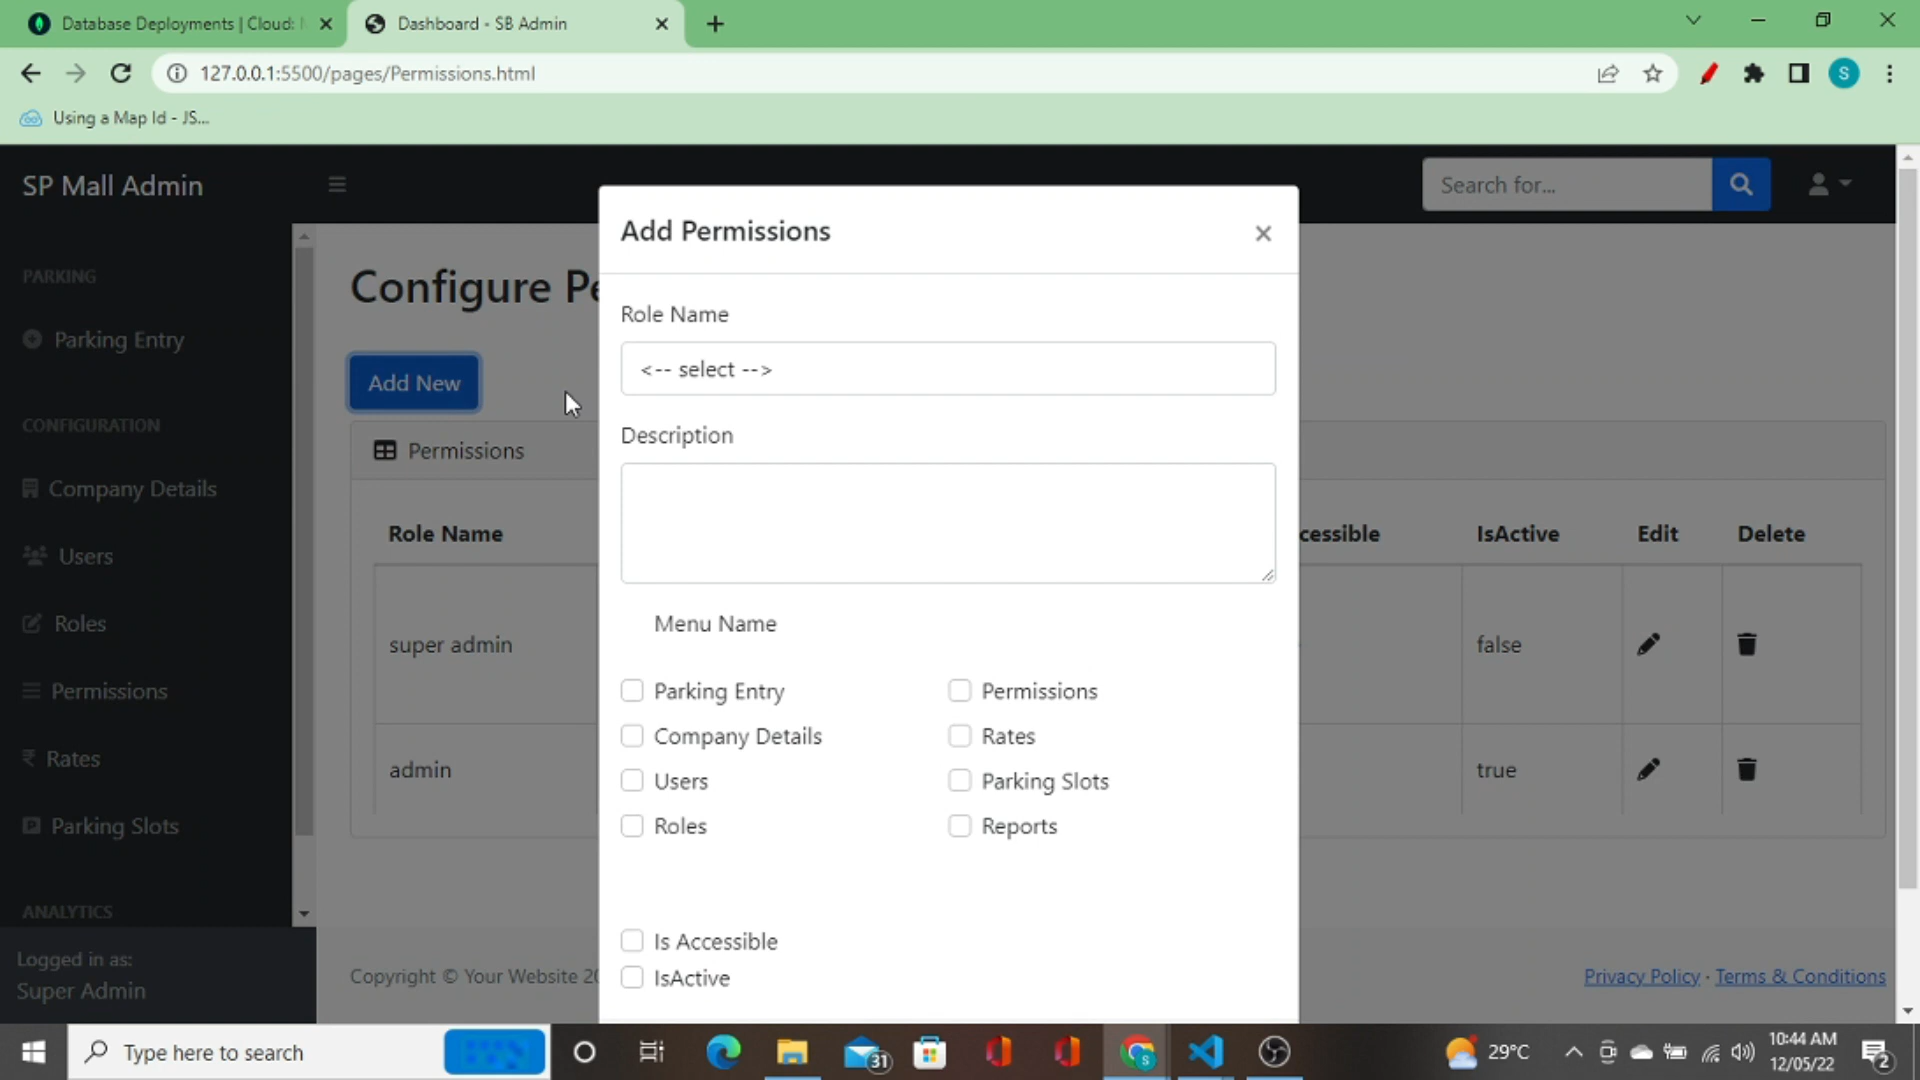 Database Deployments | Cloud:
Dashboard - SB Admin
127.0.0.1:5500/pages/Permissions.html
S
Using a Map Id - JS...
SP Mall Admin
Search for...
Add Permissions
Configure Pe
Add New
Permissions
Role Name
cessible
IsActive
Edit
Delete
super admin
false
admin
true
Role Name
<-- select -->
Description
Menu Name
Parking Entry
Permissions
Company Details
Rates
Users
Parking Slots
Roles
Reports
Is Accessible
IsActive
PARKING
Parking Entry
CONFIGURATION
Company Details
Users
Roles
Permissions
Rates
Parking Slots
ANALYTICS
Logged in as:
Super Admin
Copyright © Your Website 20
Privacy Policy · Terms & Conditions
Type here to search
31
S
29°C
10:44 AM
12/05/22
2